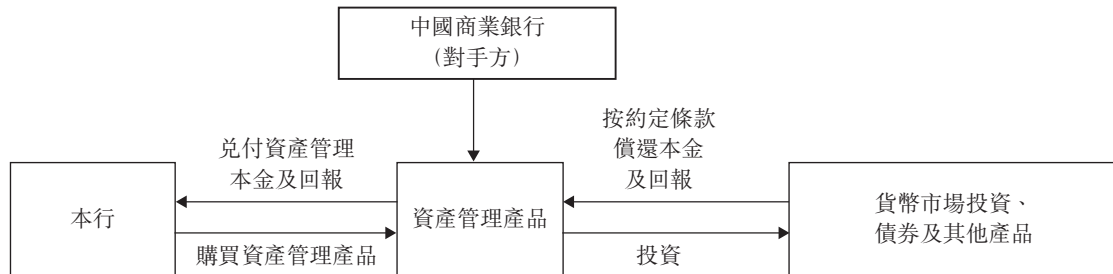 中國商業銀行
(對手方)
按約定條款
償還本金
及回報
兌付資產管理
本金及回報
本行
資產管理產品
貨幣市場投資、
債券及其他產品
購買資產管理產品
投資